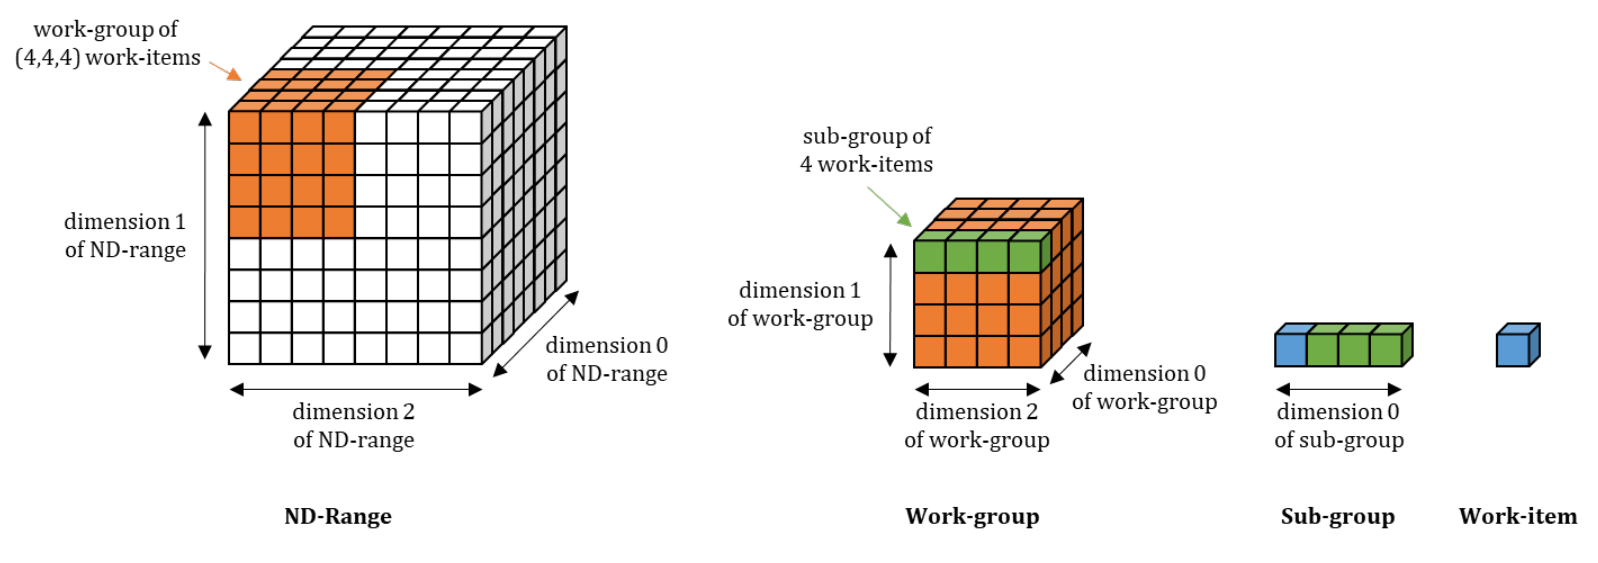 work-group of
(4,4,4) work-items
dimension 1
of ND-range
dimension 0
of ND-range
dimension 2
of ND-range
ND-Range
sub-group of
4 work-items
dimension 1
of work-group
dimension 0
of work-group
dimension 2
of work-group
Work-group
dimension 0
of sub-group
Sub-group
Work-item